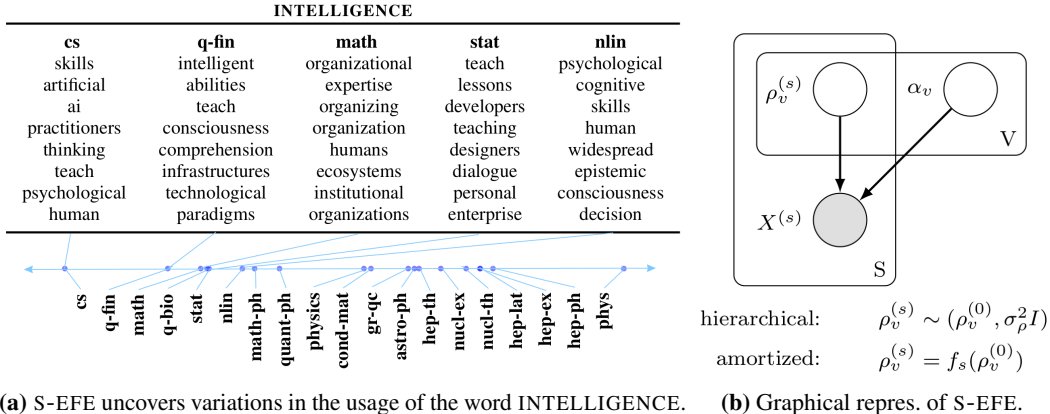 INTELLIGENCE
cs q-fin math stat nlin
skills intelligent organizational teach psychological
artificial abilities expertise lessons cognitive
ai teach organizing developers skills
practitioners consciousness organization teaching human
thinking comprehension humans designers widespread
teach infrastructures ecosystems dialogue epistemic
psychological technological institutional personal consciousness
human paradigms organizations enterprise decision
cs
q-fin
math
q-bio
stat
nlin
math-ph
quant-ph
physics
cond-mat
gr-qc
astro-ph
hep-th
nucl-ex
nucl-th
hep-lat
hep-ex
hep-ph
phys
(a) S-EFE uncovers variations in the usage of the word INTELLIGENCE.
ρ_v^{(s)} α_v
V
X^{(s)}
S
hierarchical: ρ_v^{(s)} ∼ (ρ_v^{(0)}, σ_ρ^2 I)
amortized: ρ_v^{(s)} = f_s(ρ_v^{(0)})
(b) Graphical repres. of S-EFE.